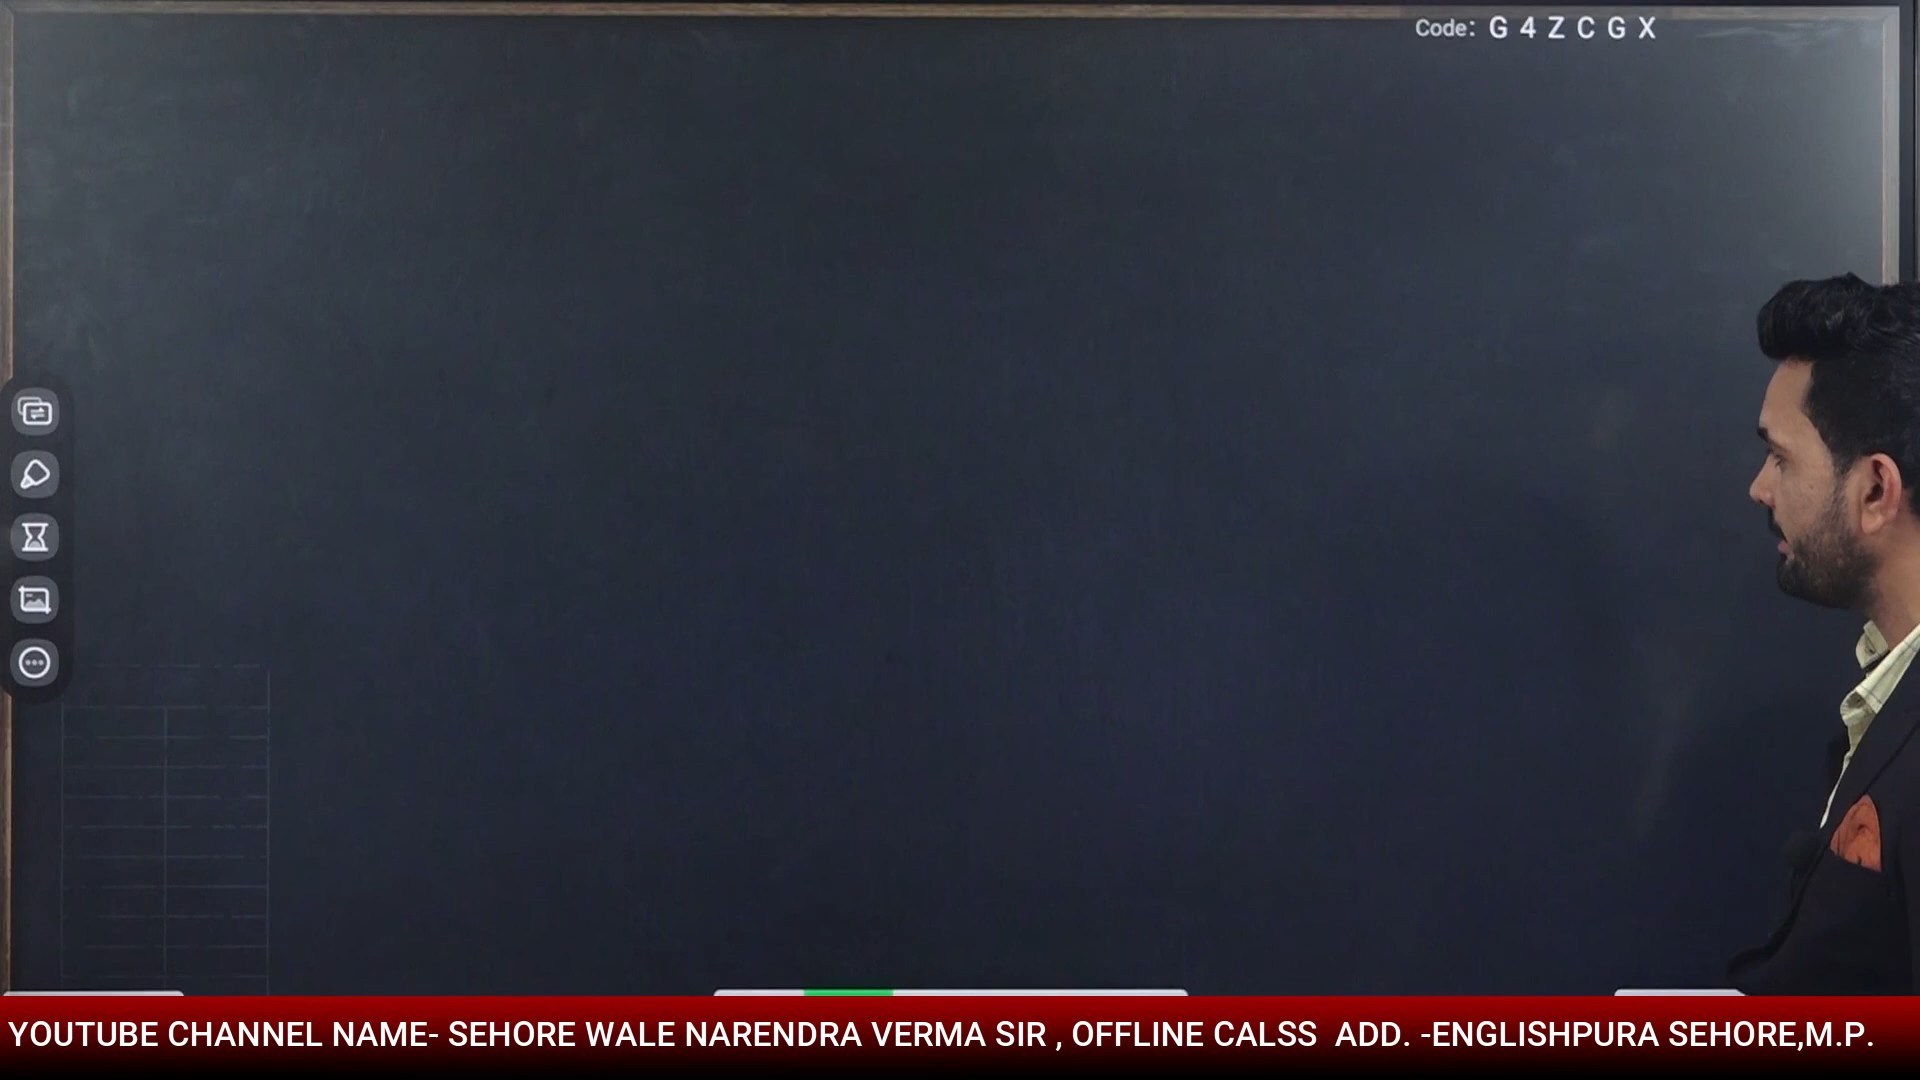 Code: G 4 Z C G X
YOUTUBE CHANNEL NAME- SEHORE WALE NARENDRA VERMA SIR , OFFLINE CALSS  ADD. -ENGLISHPURA SEHORE,M.P.